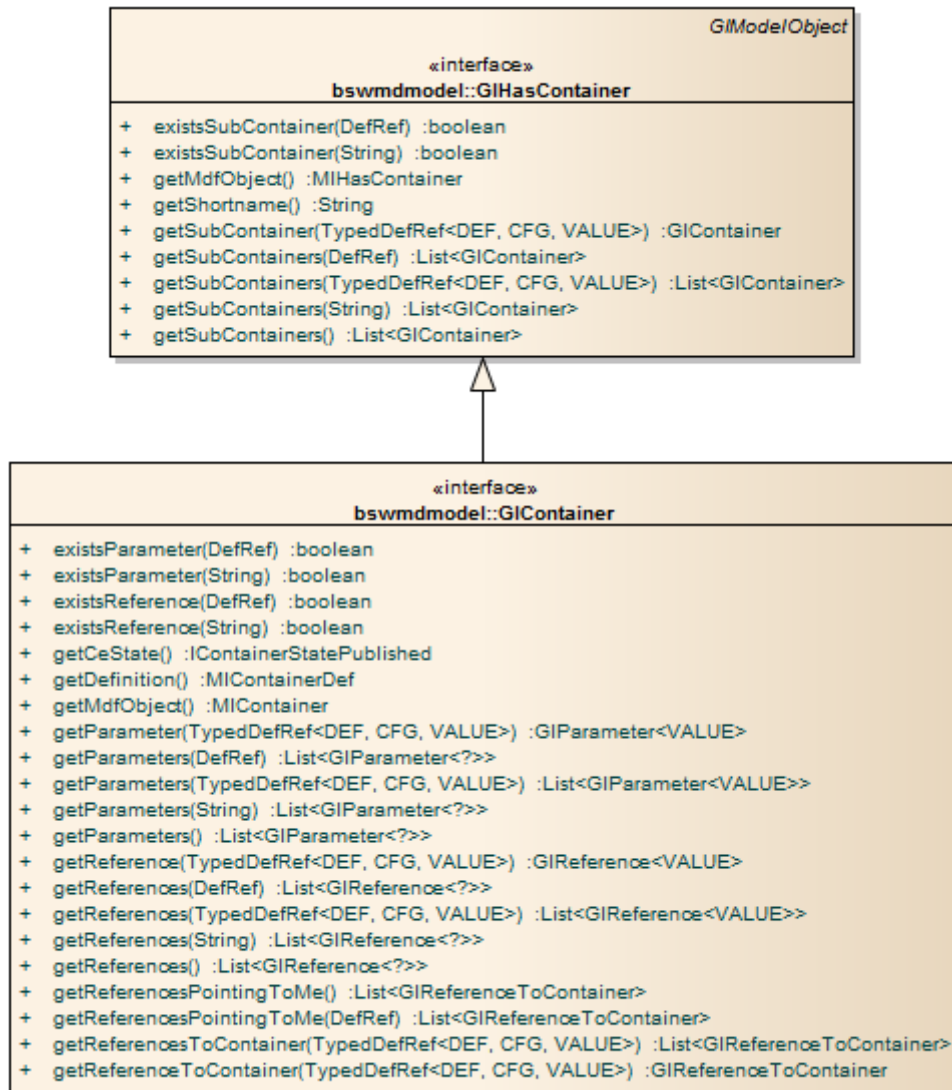 GIModelObject
«interface»
bswmdmodel::GIHasContainer
+ existsSubContainer(DefRef) :boolean
+ existsSubContainer(String) :boolean
+ getMdfObject() :MIHasContainer
+ getShortname() :String
+ getSubContainer(TypedDefRef<DEF, CFG, VALUE>) :GIContainer
+ getSubContainers(DefRef) :List<GIContainer>
+ getSubContainers(TypedDefRef<DEF, CFG, VALUE>) :List<GIContainer>
+ getSubContainers(String) :List<GIContainer>
+ getSubContainers() :List<GIContainer>
«interface»
bswmdmodel::GIContainer
+ existsParameter(DefRef) :boolean
+ existsParameter(String) :boolean
+ existsReference(DefRef) :boolean
+ existsReference(String) :boolean
+ getCeState() :IContainerStatePublished
+ getDefinition() :MIContainerDef
+ getMdfObject() :MIContainer
+ getParameter(TypedDefRef<DEF, CFG, VALUE>) :GIParameter<VALUE>
+ getParameters(DefRef) :List<GIParameter<?>>
+ getParameters(TypedDefRef<DEF, CFG, VALUE>) :List<GIParameter<VALUE>>
+ getParameters(String) :List<GIParameter<?>>
+ getParameters() :List<GIParameter<?>>
+ getReference(TypedDefRef<DEF, CFG, VALUE>) :GIReference<VALUE>
+ getReferences(DefRef) :List<GIReference<?>>
+ getReferences(TypedDefRef<DEF, CFG, VALUE>) :List<GIReference<VALUE>>
+ getReferences(String) :List<GIReference<?>>
+ getReferences() :List<GIReference<?>>
+ getReferencesPointingToMe() :List<GIReferenceToContainer>
+ getReferencesPointingToMe(DefRef) :List<GIReferenceToContainer>
+ getReferencesToContainer(TypedDefRef<DEF, CFG, VALUE>) :List<GIReferenceToContainer>
+ getReferenceToContainer(TypedDefRef<DEF, CFG, VALUE>) :GIReferenceToContainer